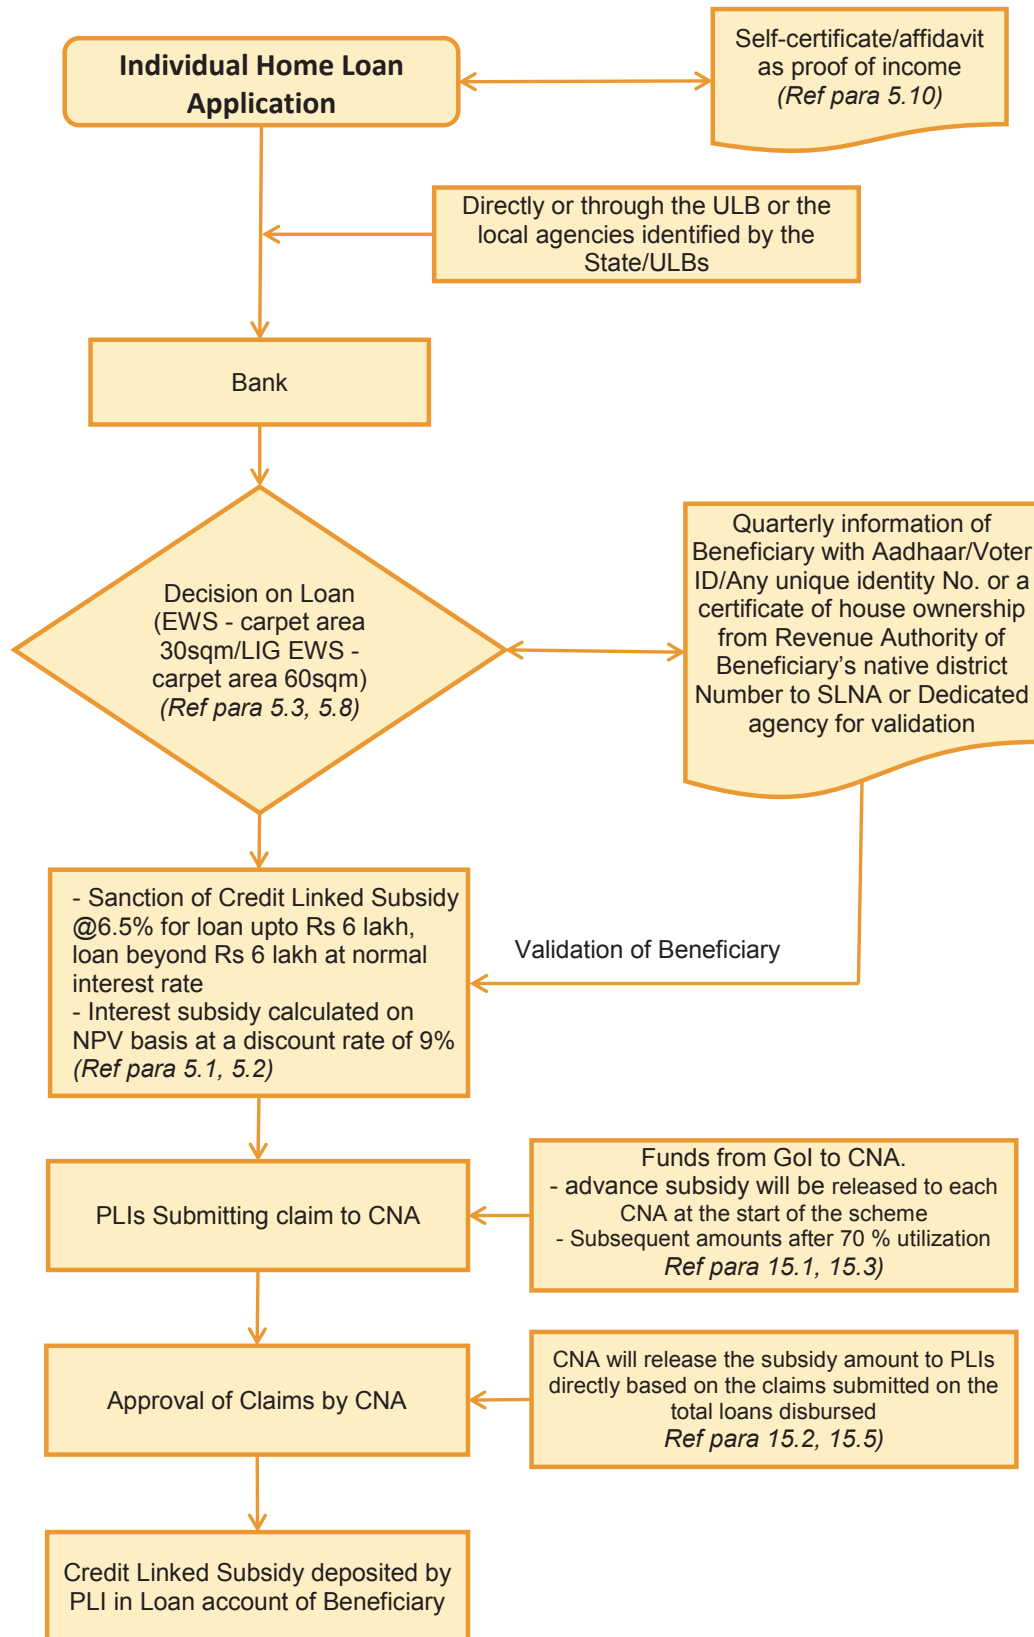 Individual Home Loan
Application
Self-certificate/affidavit
as proof of income
(Ref para 5.10)
Directly or through the ULB or the
local agencies identified by the
State/ULBs
Bank
Decision on Loan
(EWS - carpet area
30sqm/LIG EWS -
carpet area 60sqm)
(Ref para 5.3, 5.8)
Quarterly information of
Beneficiary with Aadhaar/Voter
ID/Any unique identity No. or a
certificate of house ownership
from Revenue Authority of
Beneficiary’s native district
Number to SLNA or Dedicated
agency for validation
- Sanction of Credit Linked Subsidy
@6.5% for loan upto Rs 6 lakh,
loan beyond Rs 6 lakh at normal
interest rate
- Interest subsidy calculated on
NPV basis at a discount rate of 9%
(Ref para 5.1, 5.2)
Validation of Beneficiary
PLIs Submitting claim to CNA
Funds from GoI to CNA.
- advance subsidy will be released to each
CNA at the start of the scheme
- Subsequent amounts after 70 % utilization
Ref para 15.1, 15.3)
Approval of Claims by CNA
CNA will release the subsidy amount to PLIs
directly based on the claims submitted on the
total loans disbursed
Ref para 15.2, 15.5)
Credit Linked Subsidy deposited by
PLI in Loan account of Beneficiary